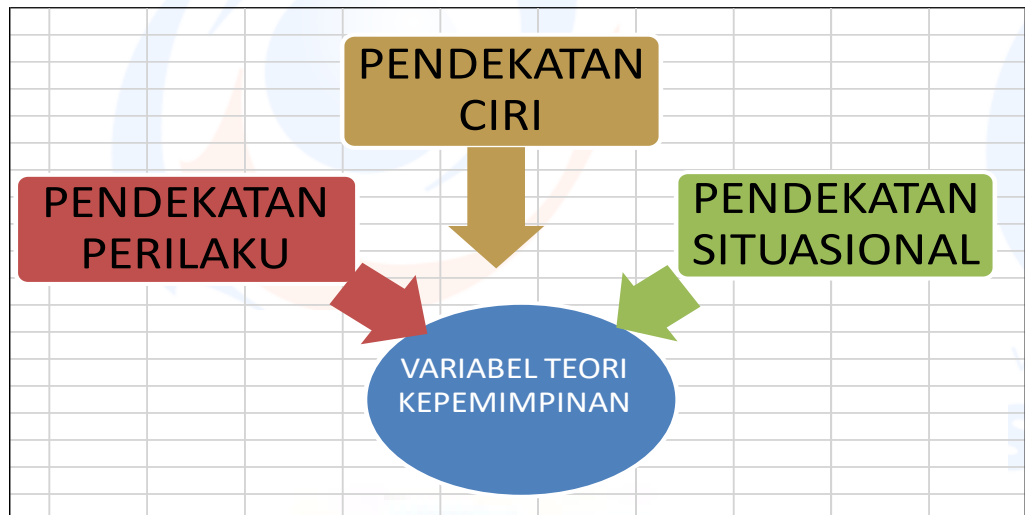 PENDEKATAN
CIRI
PENDEKATAN
PERILAKU
PENDEKATAN
SITUASIONAL
VARIABEL TEORI
KEPEMIMPINAN